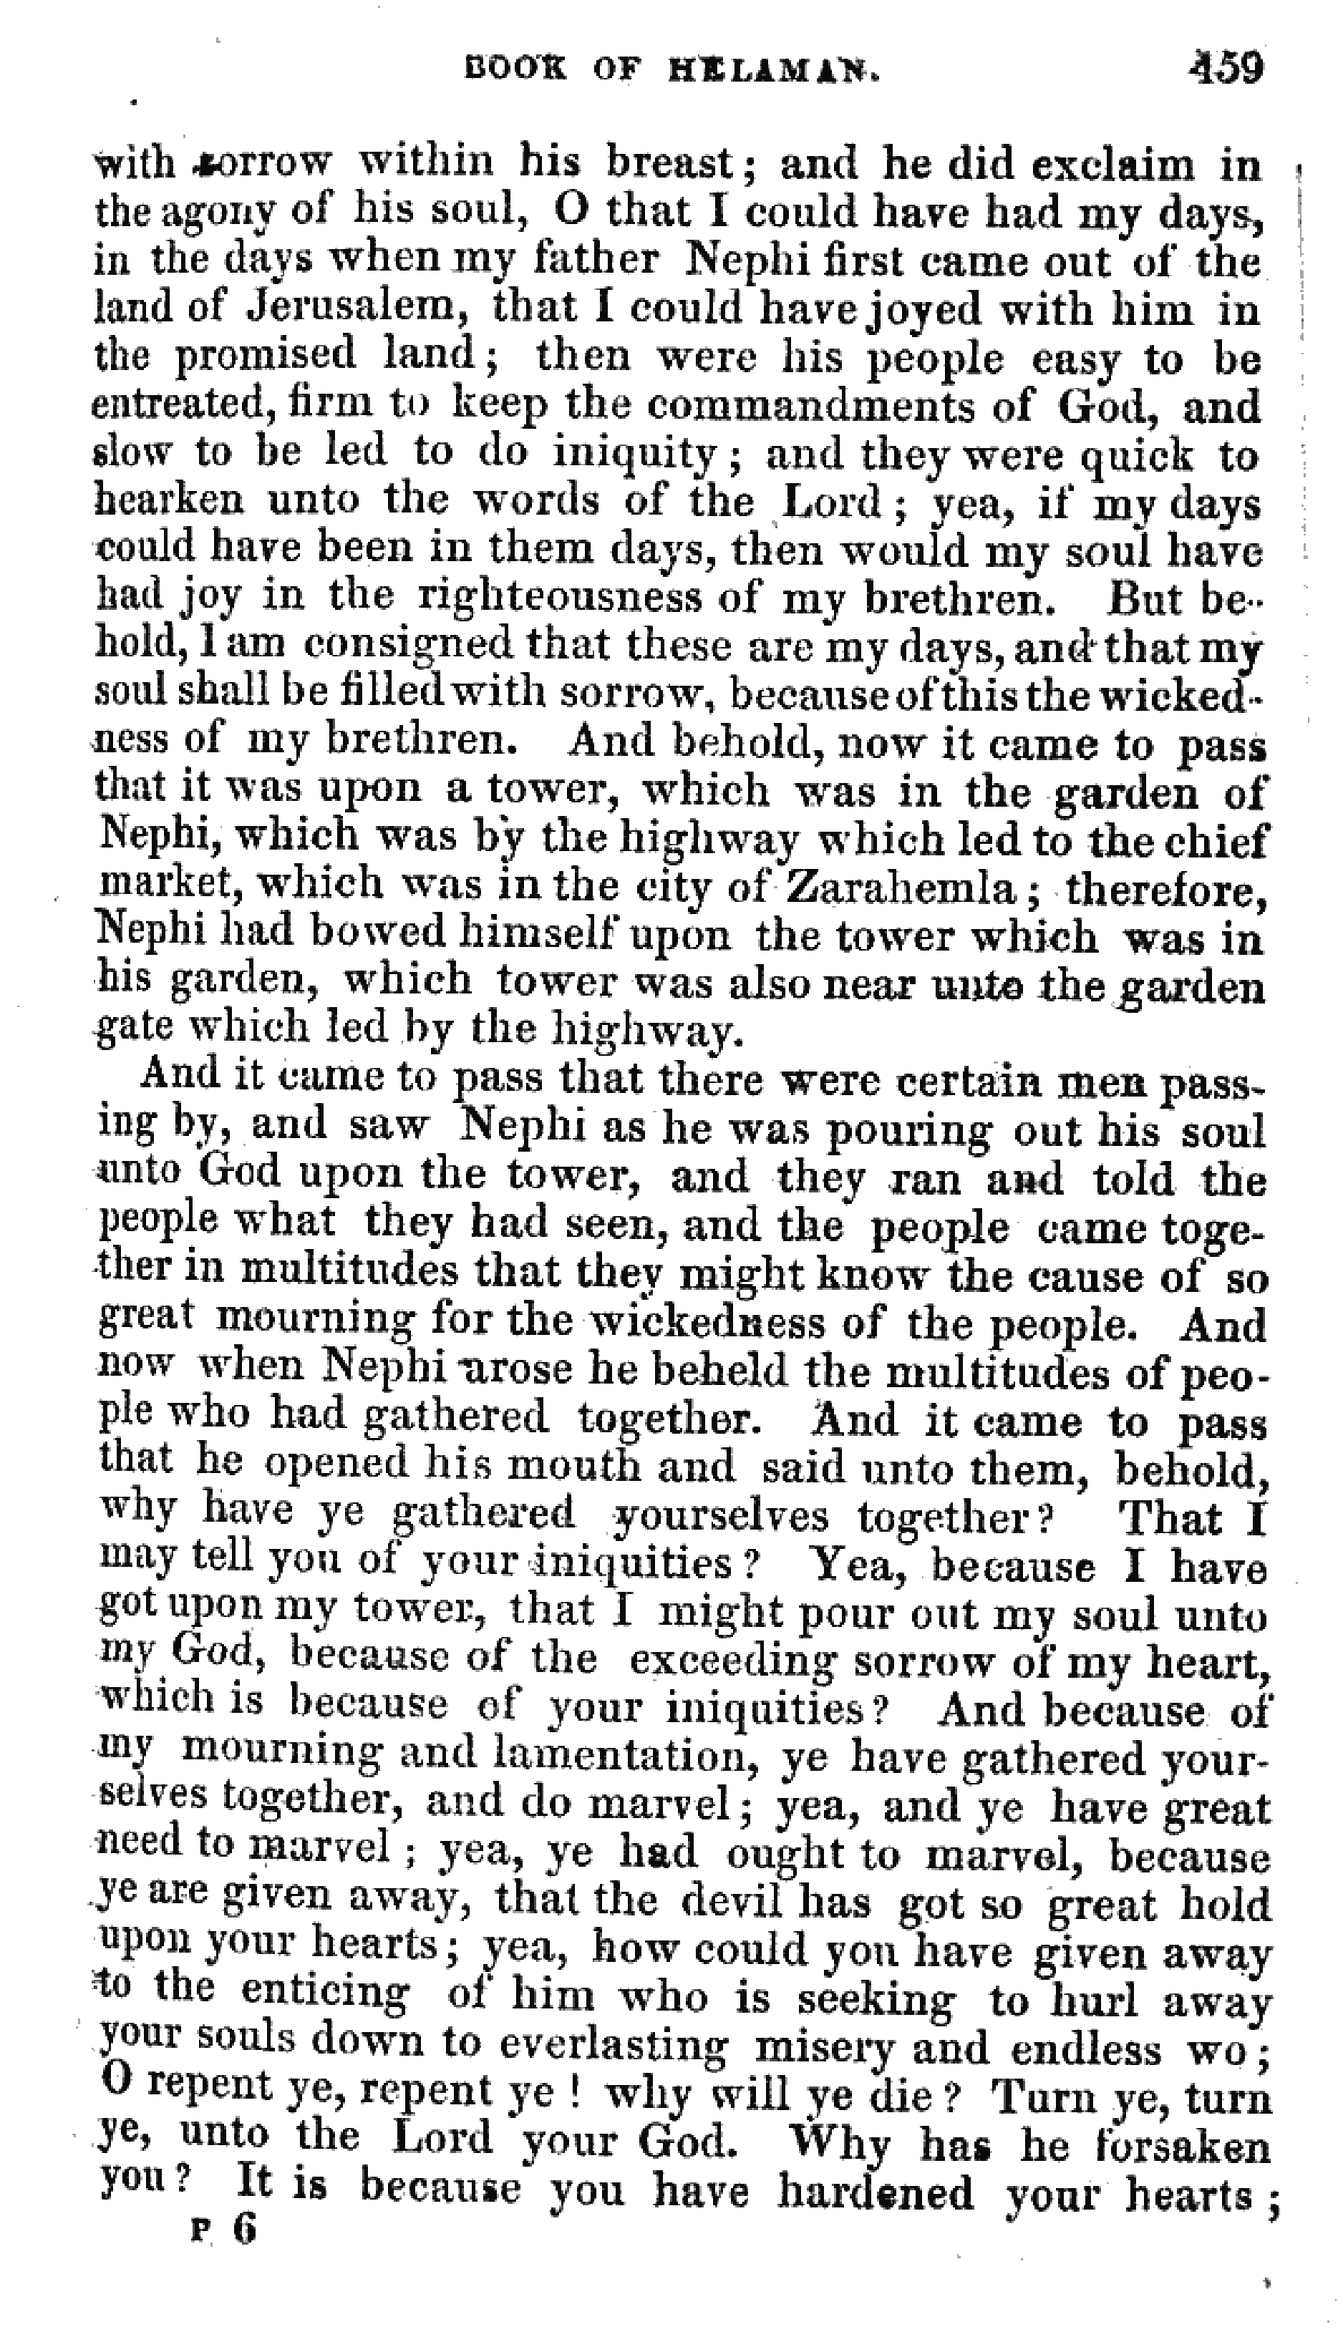 BOOK OF HELAMAN. 459
with sorrow within his breast; and he did exclaim in
the agony of his soul, O that I could have had my days,
in the days when my father Nephi first came out of the
land of Jerusalem, that I could have joyed with him in
the promised land; then were his people easy to be
entreated, firm to keep the commandments of God, and
slow to be led to do iniquity; and they were quick to
hearken unto the words of the Lord; yea, if my days
could have been in them days, then would my soul have
had joy in the righteousness of my brethren. But be-
hold, I am consigned that these are my days, and that my
soul shall be filled with sorrow, because of this the wicked-
ness of my brethren. And behold, now it came to pass
that it was upon a tower, which was in the garden of
Nephi, which was by the highway which led to the chief
market, which was in the city of Zarahemla; therefore,
Nephi had bowed himself upon the tower which was in
his garden, which tower was also near unto the garden
gate which led by the highway.
And it came to pass that there were certain men pass-
ing by, and saw Nephi as he was pouring out his soul
unto God upon the tower, and they ran and told the
people what they had seen, and the people came toge-
ther in multitudes that they might know the cause of so
great mourning for the wickedness of the people. And
now when Nephi arose he beheld the multitudes of peo-
ple who had gathered together. And it came to pass
that he opened his mouth and said unto them, behold,
why have ye gathered yourselves together? That I
may tell you of your iniquities? Yea, because I have
got upon my tower, that I might pour out my soul unto
my God, because of the exceeding sorrow of my heart,
which is because of your iniquities? And because of
my mourning and lamentation, ye have gathered your-
selves together, and do marvel; yea, and ye have great
need to marvel; yea, ye had ought to marvel, because
ye are given away, that the devil has got so great hold
upon your hearts; yea, how could you have given away
to the enticing of him who is seeking to hurl away
your souls down to everlasting misery and endless wo;
O repent ye, repent ye! why will ye die? Turn ye, turn
ye, unto the Lord your God. Why has he forsaken
you? It is because you have hardened your hearts;
P 6